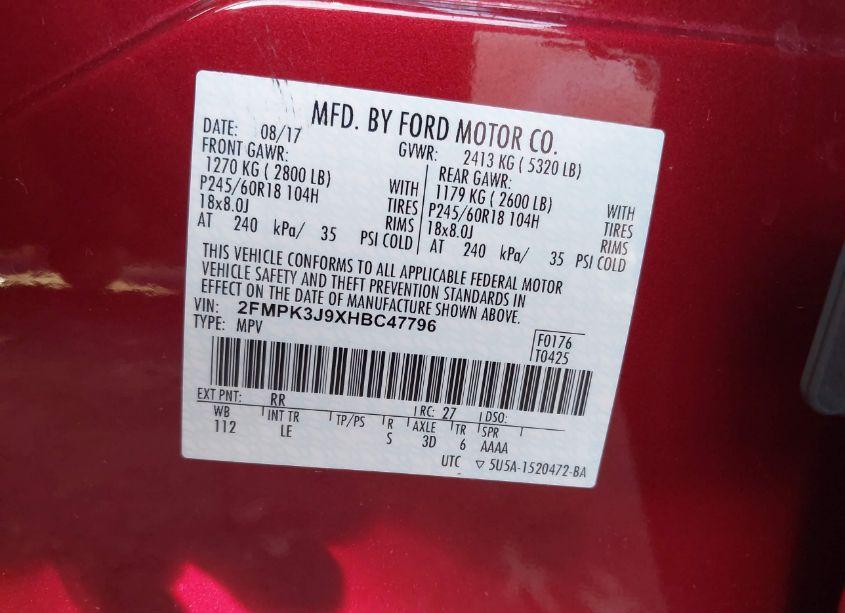 MFD. BY FORD MOTOR CO.
DATE: 08/17 GVWR: 2413 KG ( 5320 LB)
FRONT GAWR: REAR GAWR:
1270 KG ( 2800 LB) WITH 1179 KG ( 2600 LB) WITH
P245/60R18 104H TIRES P245/60R18 104H TIRES
18x8.0J RIMS 18x8.0J RIMS
AT 240 kPa/ 35 PSI COLD AT 240 kPa/ 35 PSI COLD
THIS VEHICLE CONFORMS TO ALL APPLICABLE FEDERAL MOTOR
VEHICLE SAFETY AND THEFT PREVENTION STANDARDS IN
EFFECT ON THE DATE OF MANUFACTURE SHOWN ABOVE.
VIN: 2FMPK3J9XHBC47796
TYPE: MPV
F0176
T0425
EXT PNT: RR RC: 27 DSO:
WB INT TR TP/PS R AXLE TR SPR
112 LE S 3D 6 AAAA
UTC ▽ 5U5A-1520472-BA